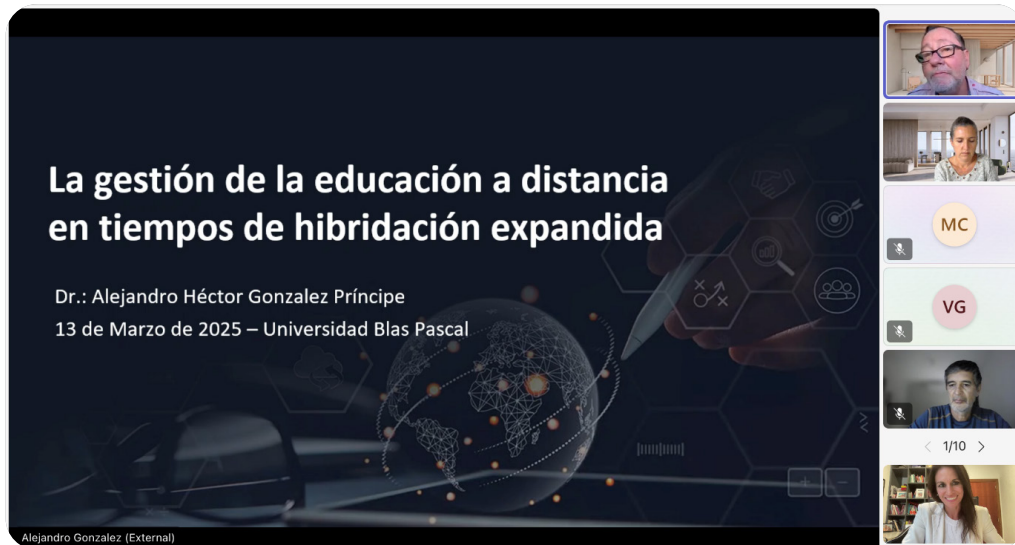 La gestión de la educación a distancia
en tiempos de hibridación expandida
Dr.: Alejandro Héctor Gonzalez Príncipe
13 de Marzo de 2025 – Universidad Blas Pascal
Alejandro Gonzalez (External)
MC
VG
1/10